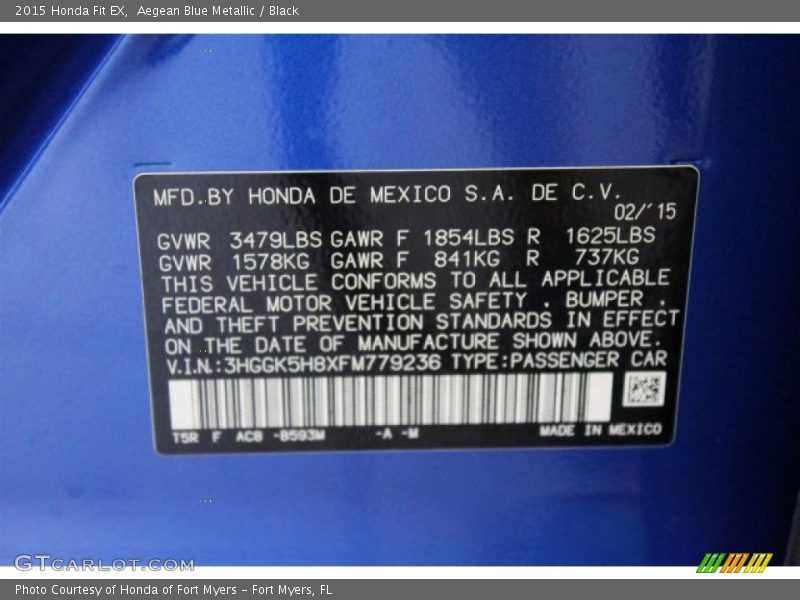 2015 Honda Fit EX,  Aegean Blue Metallic / Black
MFD.BY HONDA DE MEXICO S.A. DE C.V.
02/'15
GVWR 3479LBS GAWR F 1854LBS R 1625LBS
GVWR 1578KG GAWR F 841KG R 737KG
THIS VEHICLE CONFORMS TO ALL APPLICABLE
FEDERAL MOTOR VEHICLE SAFETY . BUMPER .
AND THEFT PREVENTION STANDARDS IN EFFECT
ON THE DATE OF MANUFACTURE SHOWN ABOVE.
V.I.N.:3HGGK5H8XFM779236 TYPE:PASSENGER CAR
T5R F AC8 -B593M -A -M MADE IN MEXICO
GTCARLOT.COM
Photo Courtesy of Honda of Fort Myers - Fort Myers, FL